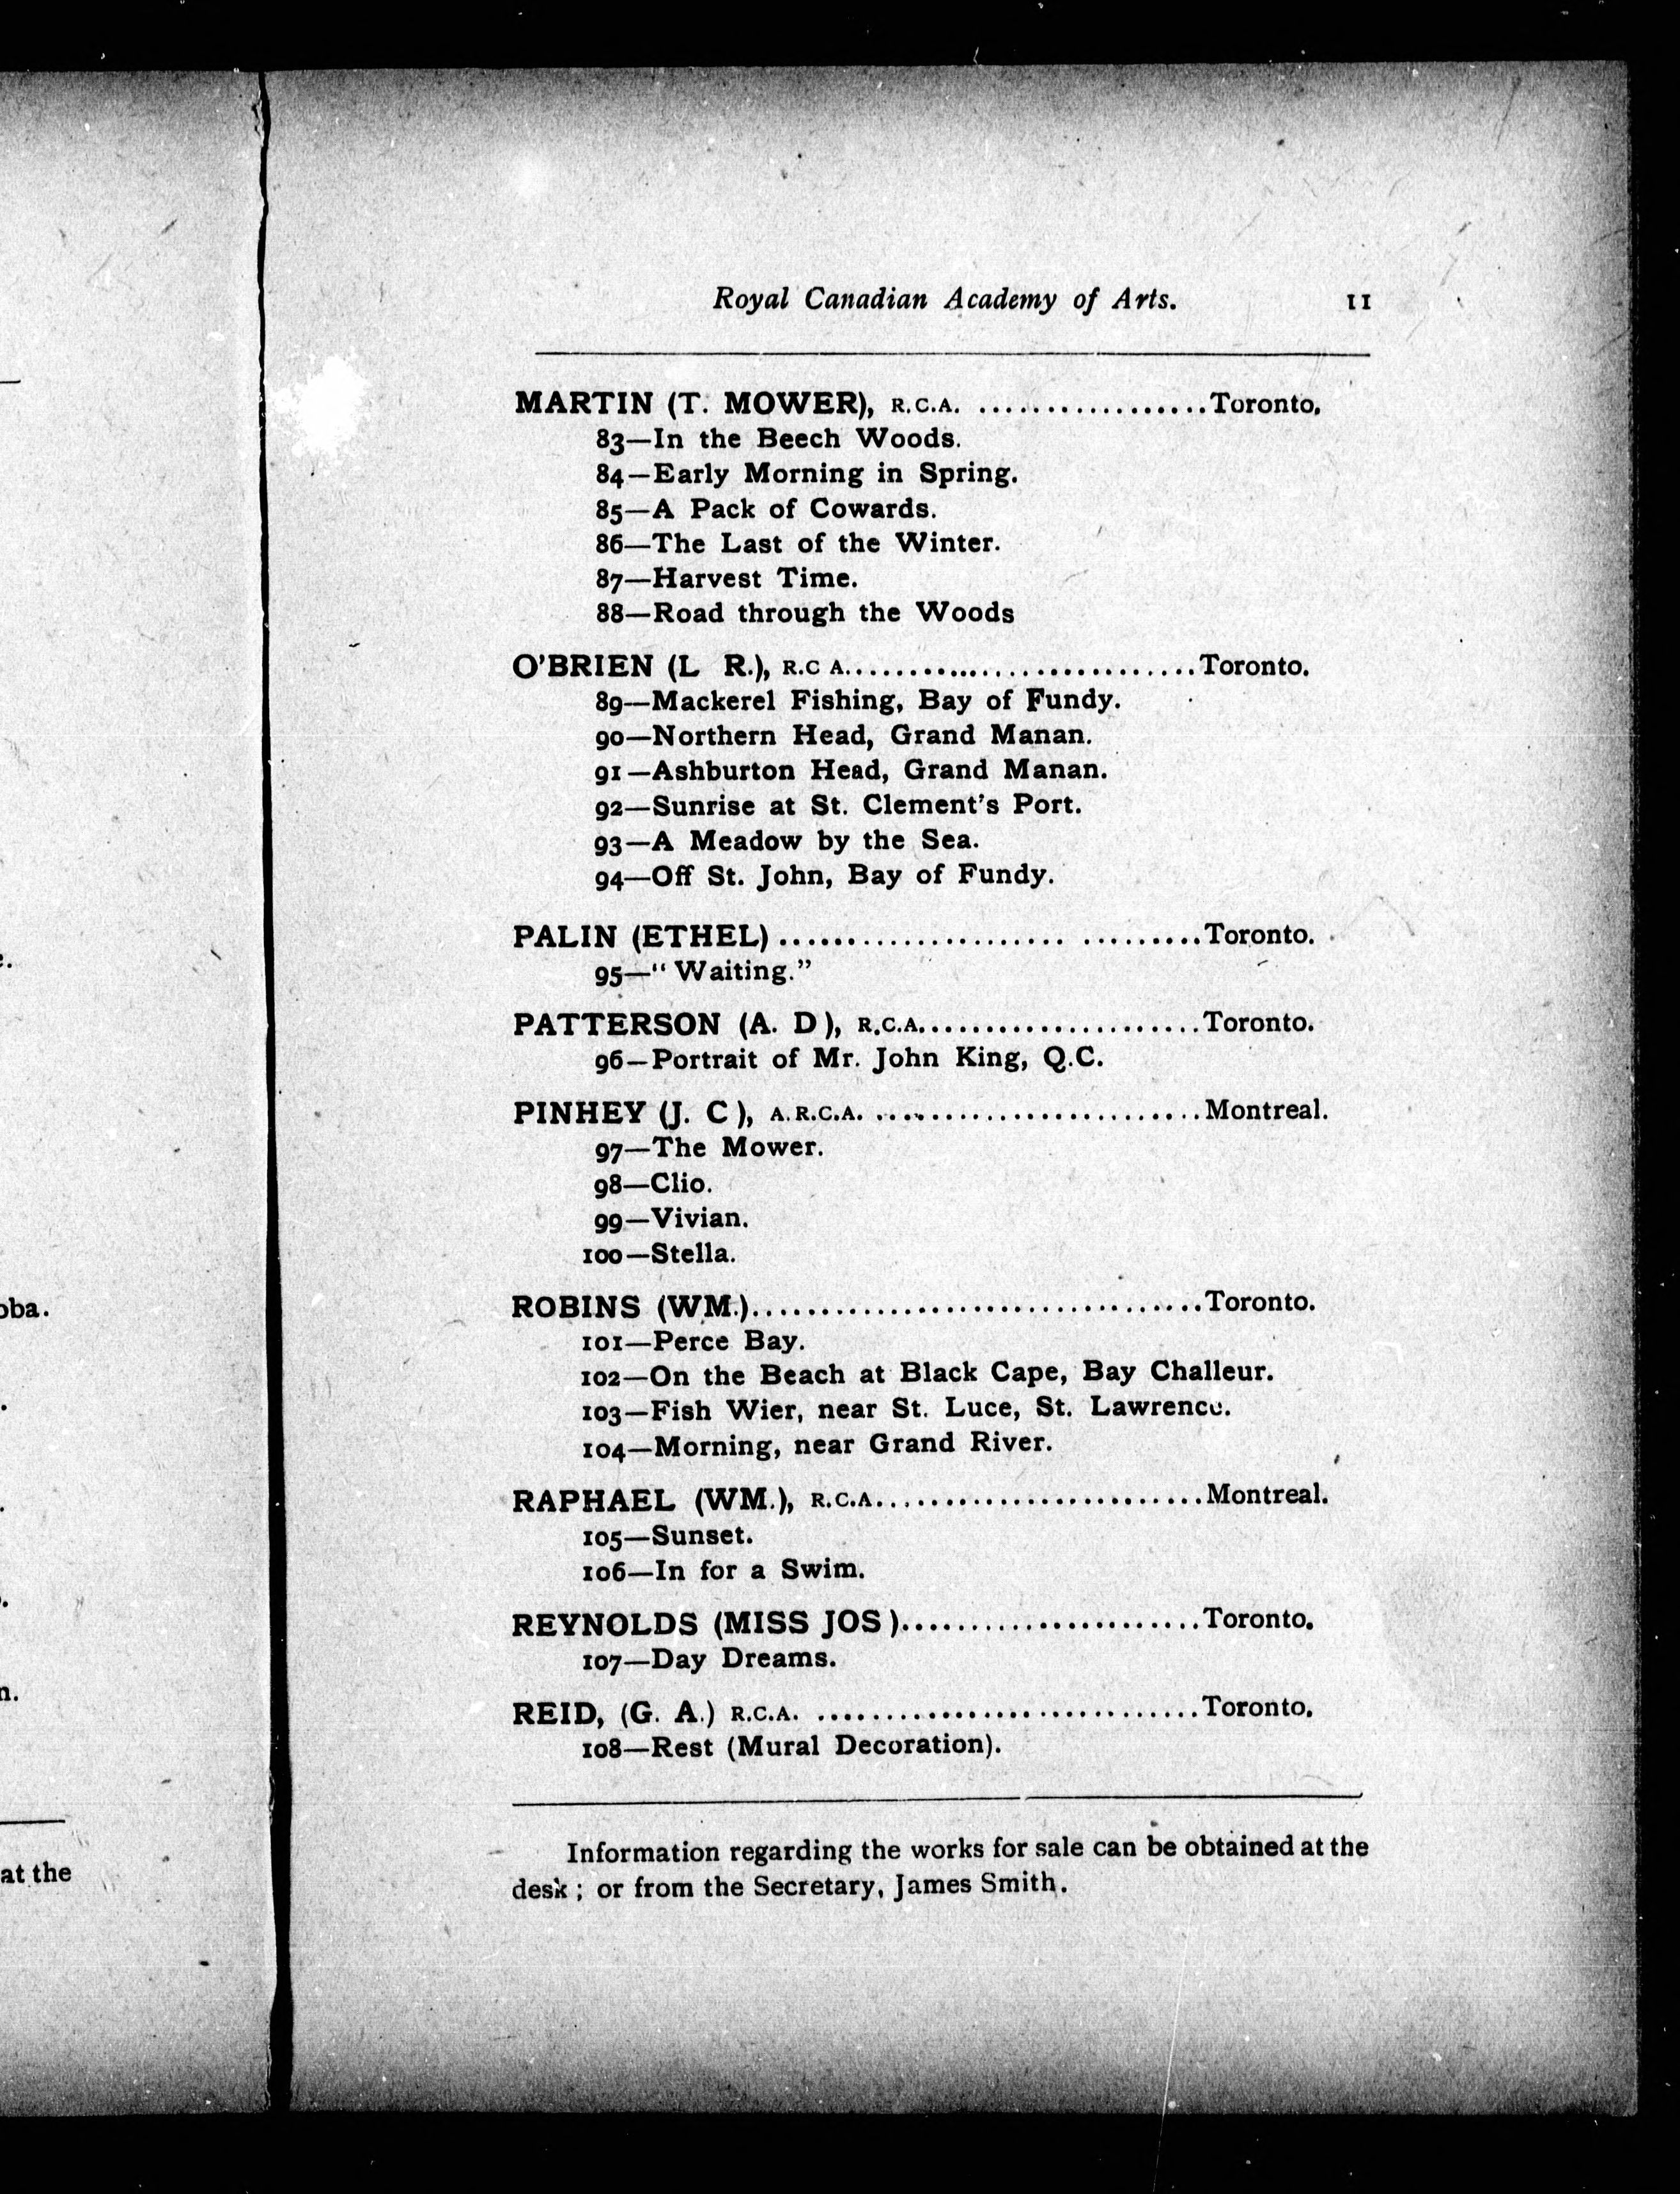 Royal Canadian Academy of Arts. 11
MARTIN (T. MOWER), R.C.A. ..................Toronto.
83—In the Beech Woods.
84—Early Morning in Spring.
85—A Pack of Cowards.
86—The Last of the Winter.
87—Harvest Time.
88—Road through the Woods
O'BRIEN (L R.), R.C A..........................Toronto.
89—Mackerel Fishing, Bay of Fundy.
90—Northern Head, Grand Manan.
91—Ashburton Head, Grand Manan.
92—Sunrise at St. Clement's Port.
93—A Meadow by the Sea.
94—Off St. John, Bay of Fundy.
PALIN (ETHEL) ..................... .........Toronto.
95—“ Waiting.”
PATTERSON (A. D ), R.C.A.....................Toronto.
96—Portrait of Mr. John King, Q.C.
PINHEY (J. C ), A.R.C.A. ........................Montreal.
97—The Mower.
98—Clio.
99—Vivian.
100—Stella.
ROBINS (WM.).................................Toronto.
101—Perce Bay.
102—On the Beach at Black Cape, Bay Challeur.
103—Fish Wier, near St. Luce, St. Lawrence.
104—Morning, near Grand River.
RAPHAEL (WM.), R.C.A........................Montreal.
105—Sunset.
106—In for a Swim.
REYNOLDS (MISS JOS )......................Toronto.
107—Day Dreams.
REID, (G. A.) R.C.A. ............................Toronto.
108—Rest (Mural Decoration).
Information regarding the works for sale can be obtained at the
desk ; or from the Secretary, James Smith.
oba.
n.
at the